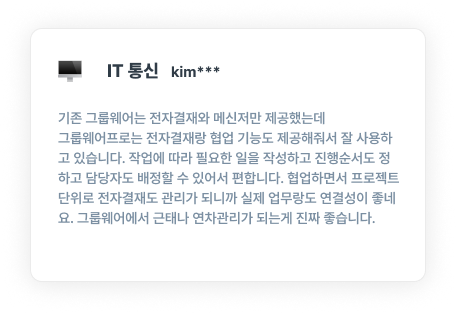 IT 통신 kim***
기존 그룹웨어는 전자결재와 메신저만 제공했는데
그룹웨어프로는 전자결재랑 협업 기능도 제공해줘서 잘 사용하
고 있습니다. 작업에 따라 필요한 일을 작성하고 진행순서도 정
하고 담당자도 배정할 수 있어서 편합니다. 협업하면서 프로젝트
단위로 전자결재도 관리가 되니까 실제 업무랑도 연결성이 좋네
요. 그룹웨어에서 근태나 연차관리가 되는게 진짜 좋습니다.